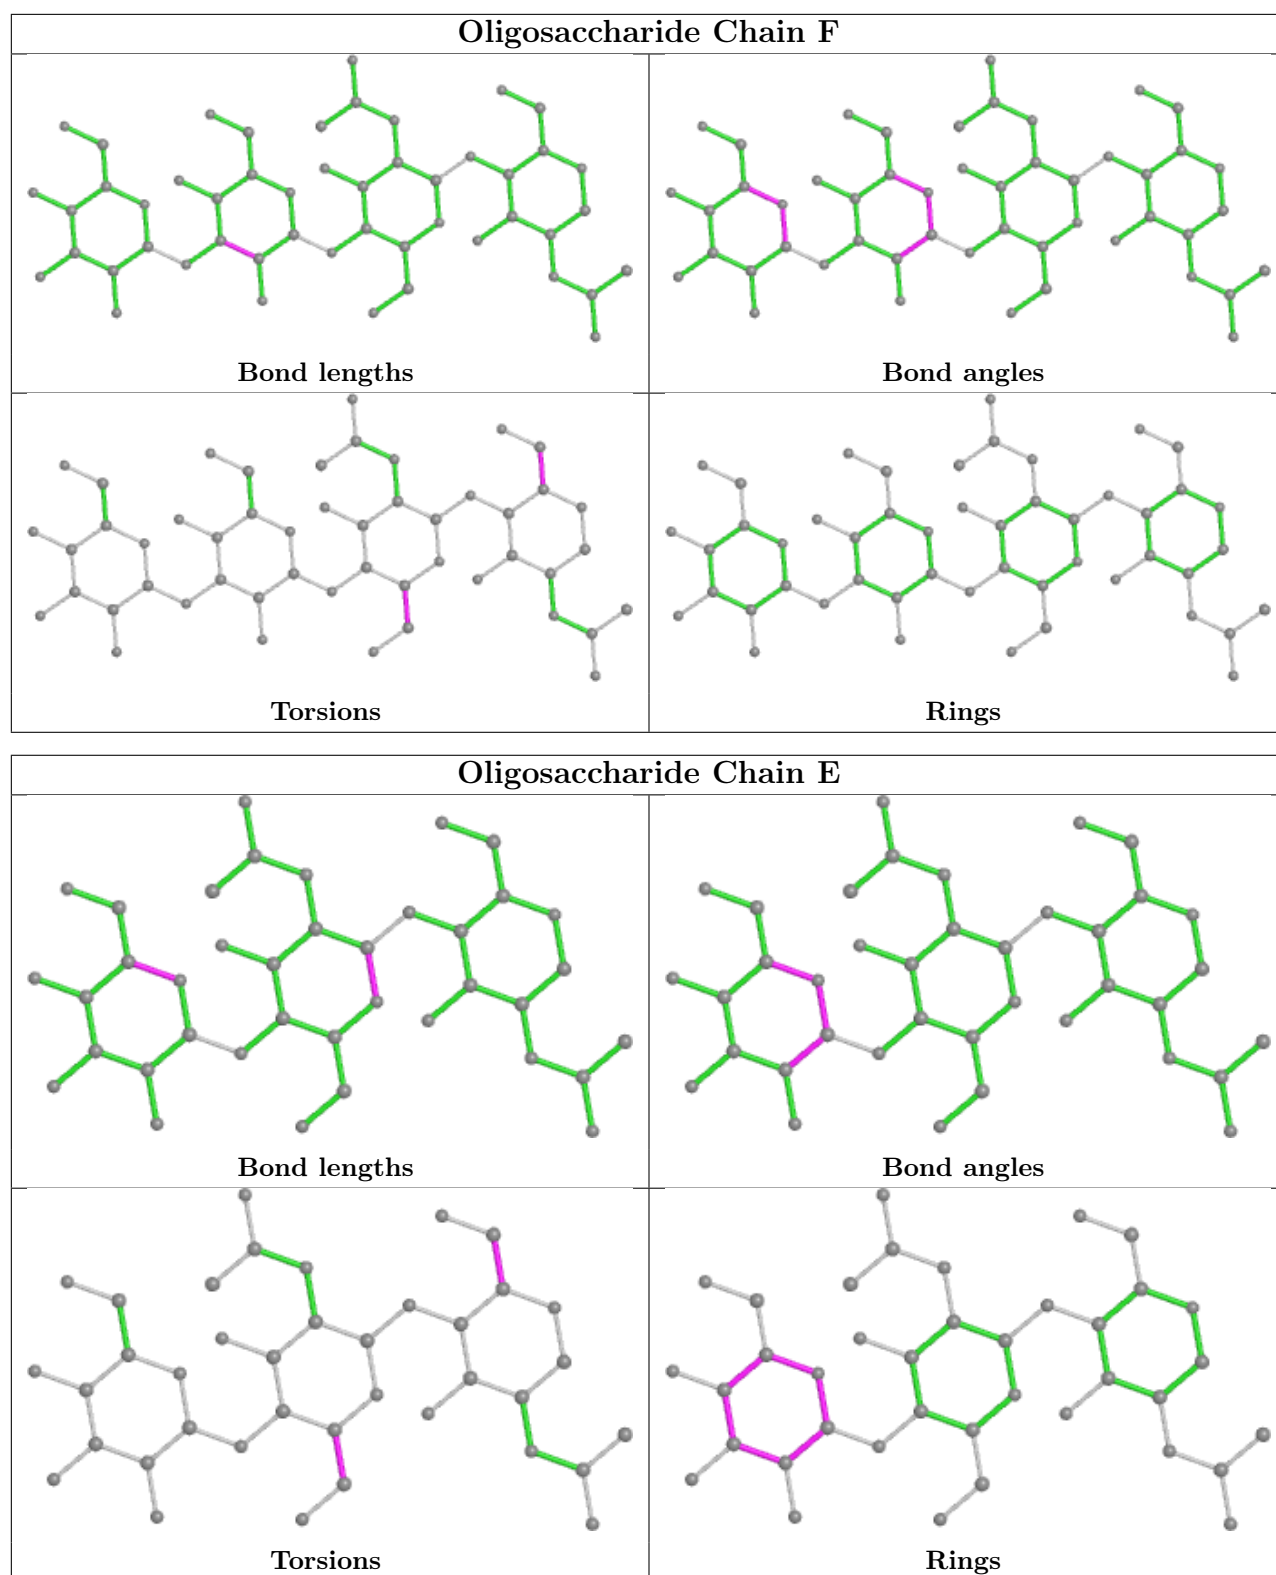 Oligosaccharide Chain F
Bond lengths
Bond angles
Torsions
Rings
Oligosaccharide Chain E
Bond lengths
Bond angles
Torsions
Rings